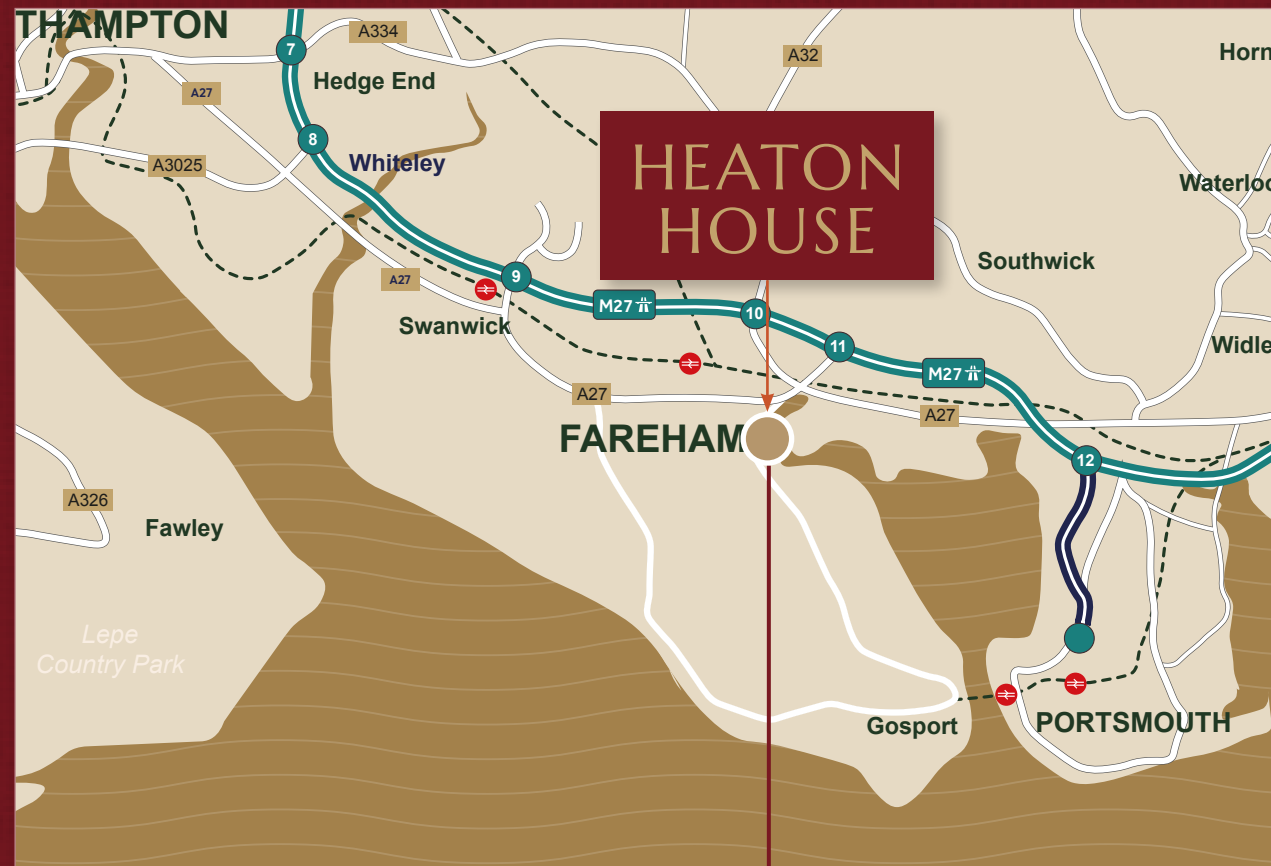 THAMPTON
A334
7
A32
Horn
Hedge End
A27
8
HEATON
HOUSE
A3025
Whiteley
Waterloo
Southwick
9
A27
M27
10
Swanwick
11
Widle
M27
A27
A27
FAREHAM
12
A326
Fawley
Lepe
Country Park
Gosport
PORTSMOUTH